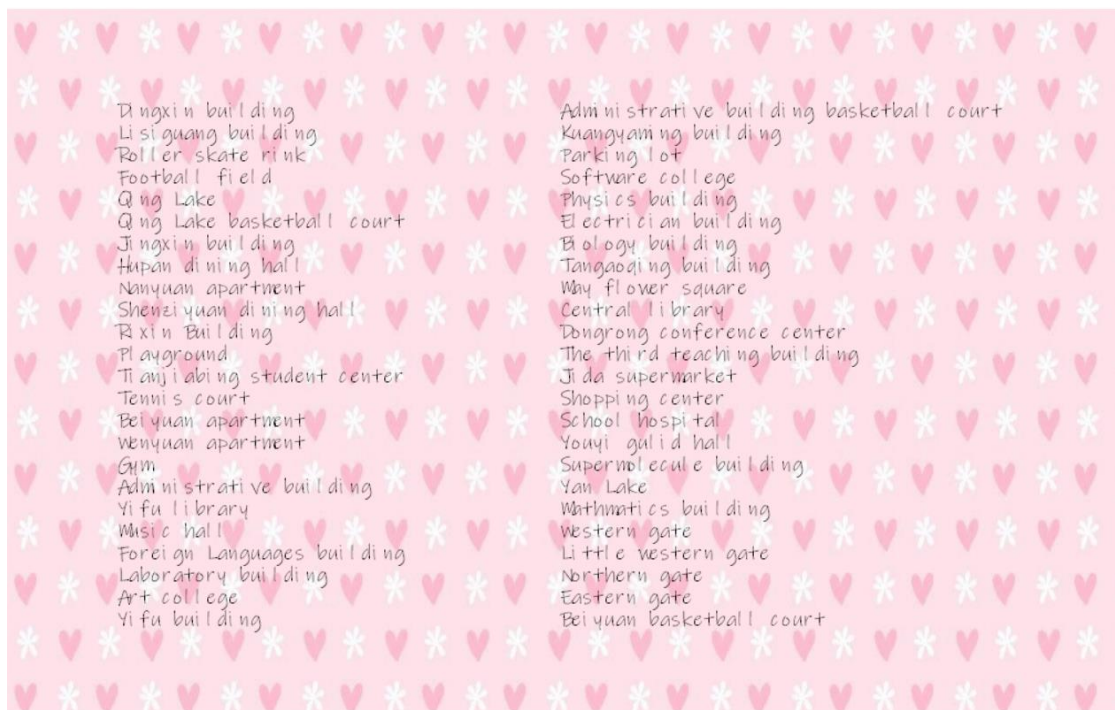 Dingxin building
Lisiguang building
Roller skate rink
Football field
Qing Lake
Qing Lake basketball court
Jingxin building
Hupan dining hall
Nanyuan apartment
Shenziyuan dining hall
Rixin Building
Playground
Tianjiabing student center
Tennis court
Beiyuan apartment
Wenyuan apartment
Gym
Administrative building
Yifu library
Music hall
Foreign Languages building
Laboratory building
Art college
Yifu building
Administrative building basketball court
Kuangyaming building
Parking lot
Software college
Physics building
Electrician building
Biology building
Tangaoqing building
Way flower square
Central library
Dongrong conference center
The third teaching building
Jida supermarket
Shopping center
School hospital
Youyi gulid hall
Supermolecule building
Yan Lake
Mathmatics building
Western gate
Little western gate
Northern gate
Eastern gate
Beiyuan basketball court